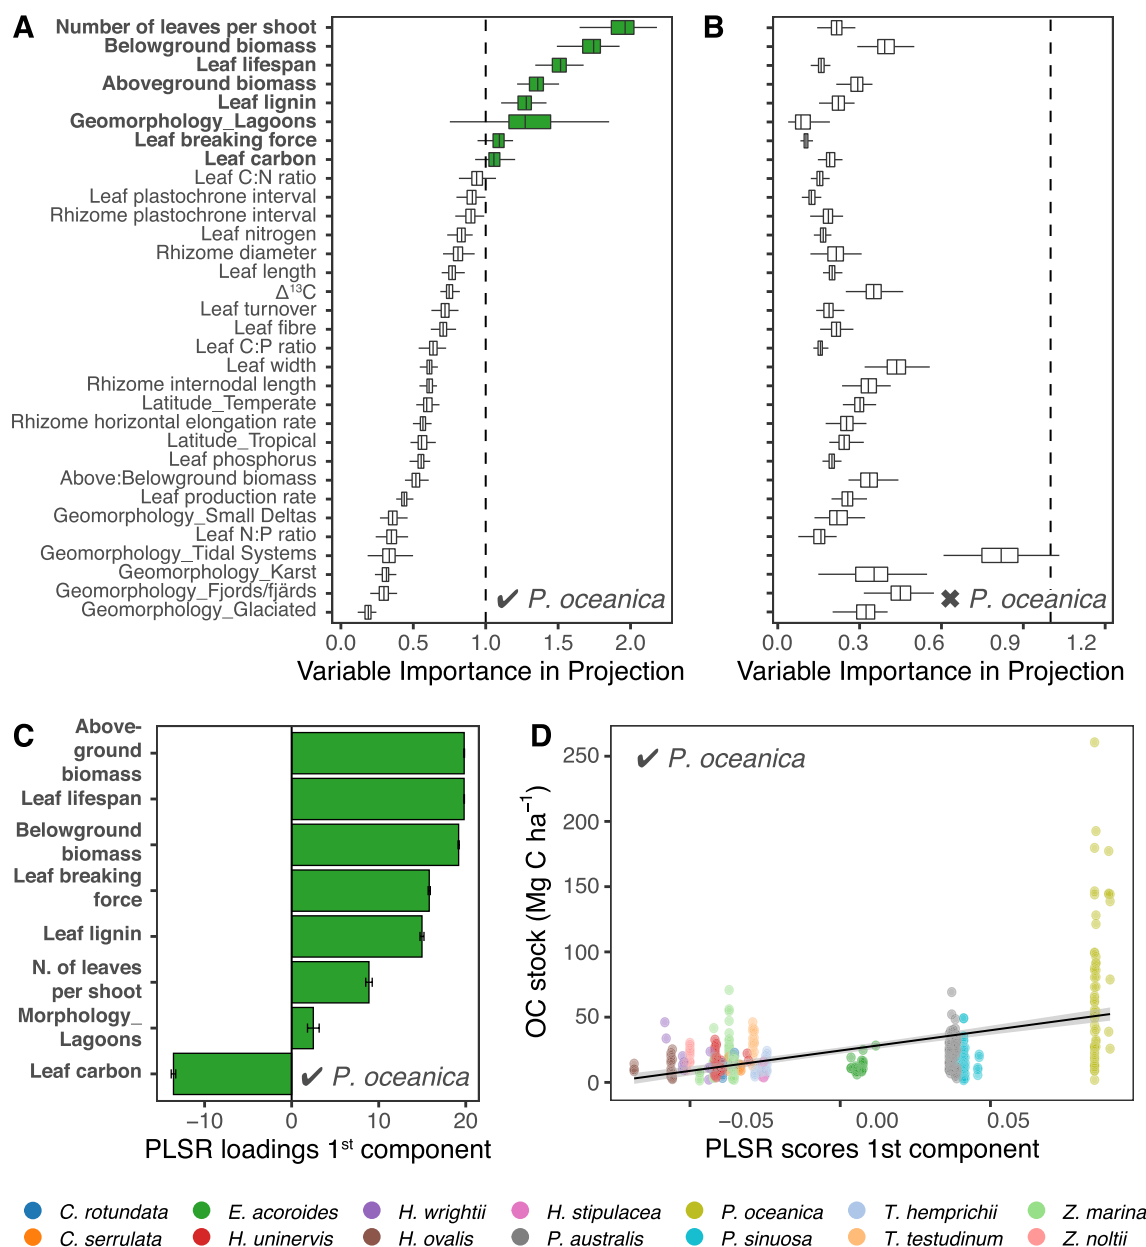 A
Number of leaves per shoot
Belowground biomass
Leaf lifespan
Aboveground biomass
Leaf lignin
Geomorphology_Lagoons
Leaf breaking force
Leaf carbon
Leaf C:N ratio
Leaf plastochrone interval
Rhizome plastochrone interval
Leaf nitrogen
Rhizome diameter
Leaf length
Δ¹³C
Leaf turnover
Leaf fibre
Leaf C:P ratio
Leaf width
Rhizome internodal length
Latitude_Temperate
Rhizome horizontal elongation rate
Latitude_Tropical
Leaf phosphorus
Above:Belowground biomass
Leaf production rate
Geomorphology_Small Deltas
Leaf N:P ratio
Geomorphology_Tidal Systems
Geomorphology_Karst
Geomorphology_Fjords/fjärds
Geomorphology_Glaciated
✔ P. oceanica
0.0 0.5 1.0 1.5 2.0
Variable Importance in Projection
B
✖ P. oceanica
0.0 0.3 0.6 0.9 1.2
Variable Importance in Projection
C
Above-
ground
biomass
Leaf lifespan
Belowground
biomass
Leaf breaking
force
Leaf lignin
N. of leaves
per shoot
Morphology_
Lagoons
Leaf carbon
✔ P. oceanica
−10 0 10 20
PLSR loadings 1st component
D
✔ P. oceanica
OC stock (Mg C ha⁻¹)
250
200
150
100
50
0
−0.05 0.00 0.05
PLSR scores 1st component
C. rotundata E. acoroides H. wrightii H. stipulacea P. oceanica T. hemprichii Z. marina
C. serrulata H. uninervis H. ovalis P. australis P. sinuosa T. testudinum Z. noltii